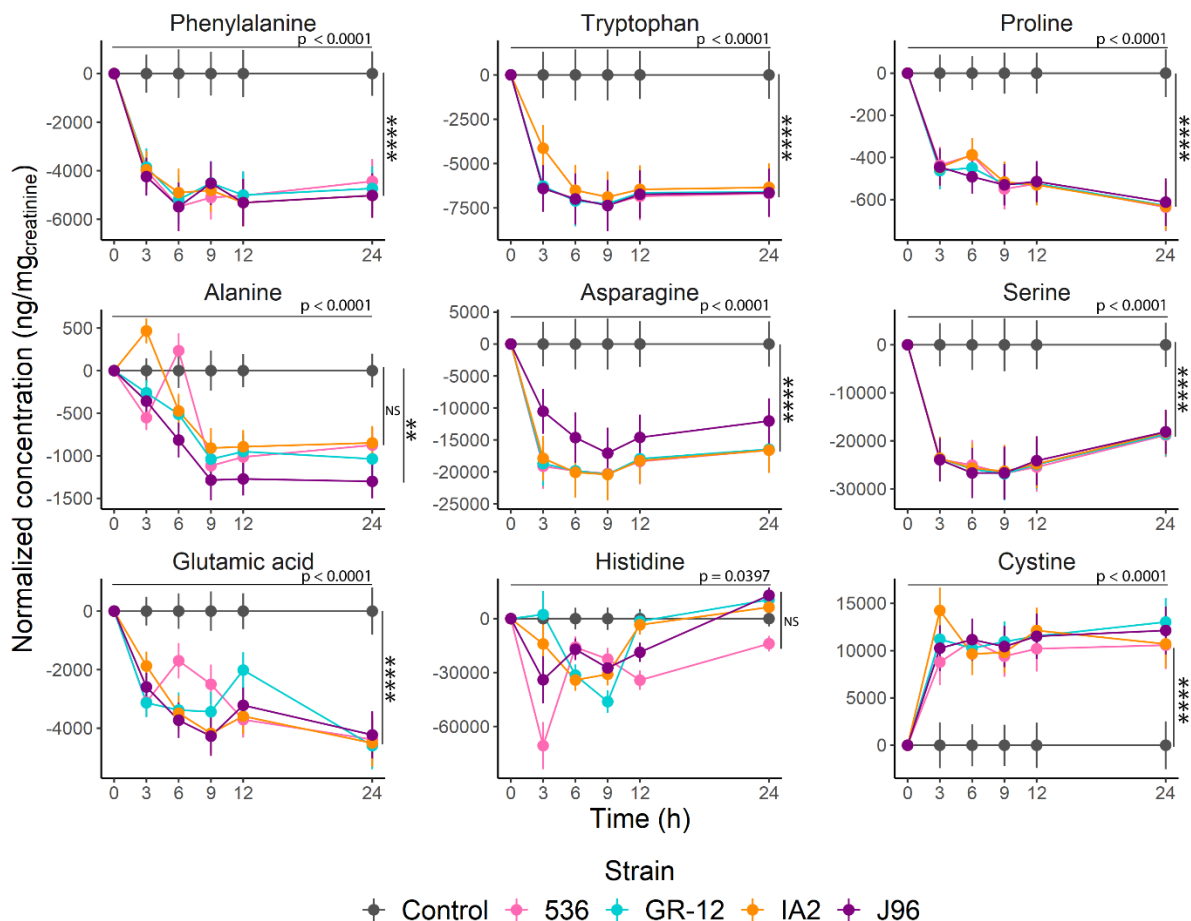 Phenylalanine Tryptophan Proline
p < 0.0001 p < 0.0001 p < 0.0001
0 -2000 -4000 -6000
0 -2500 -5000 -7500
0 -200 -400 -600
**** **** ****
0 3 6 9 12 24 0 3 6 9 12 24 0 3 6 9 12 24
Normalized concentration (ng/mgcreatinine)
Alanine Asparagine Serine
p < 0.0001 p < 0.0001 p < 0.0001
500 0 -500 -1000 -1500
5000 0 -5000 -10000 -15000 -20000 -25000
0 -10000 -20000 -30000
NS ** **** ****
0 3 6 9 12 24 0 3 6 9 12 24 0 3 6 9 12 24
Glutamic acid Histidine Cystine
p < 0.0001 p = 0.0397 p < 0.0001
0 -2000 -4000
0 -30000 -60000
15000 10000 5000 0
**** NS ****
0 3 6 9 12 24 0 3 6 9 12 24 0 3 6 9 12 24
Time (h)
Strain
Control 536 GR-12 IA2 J96